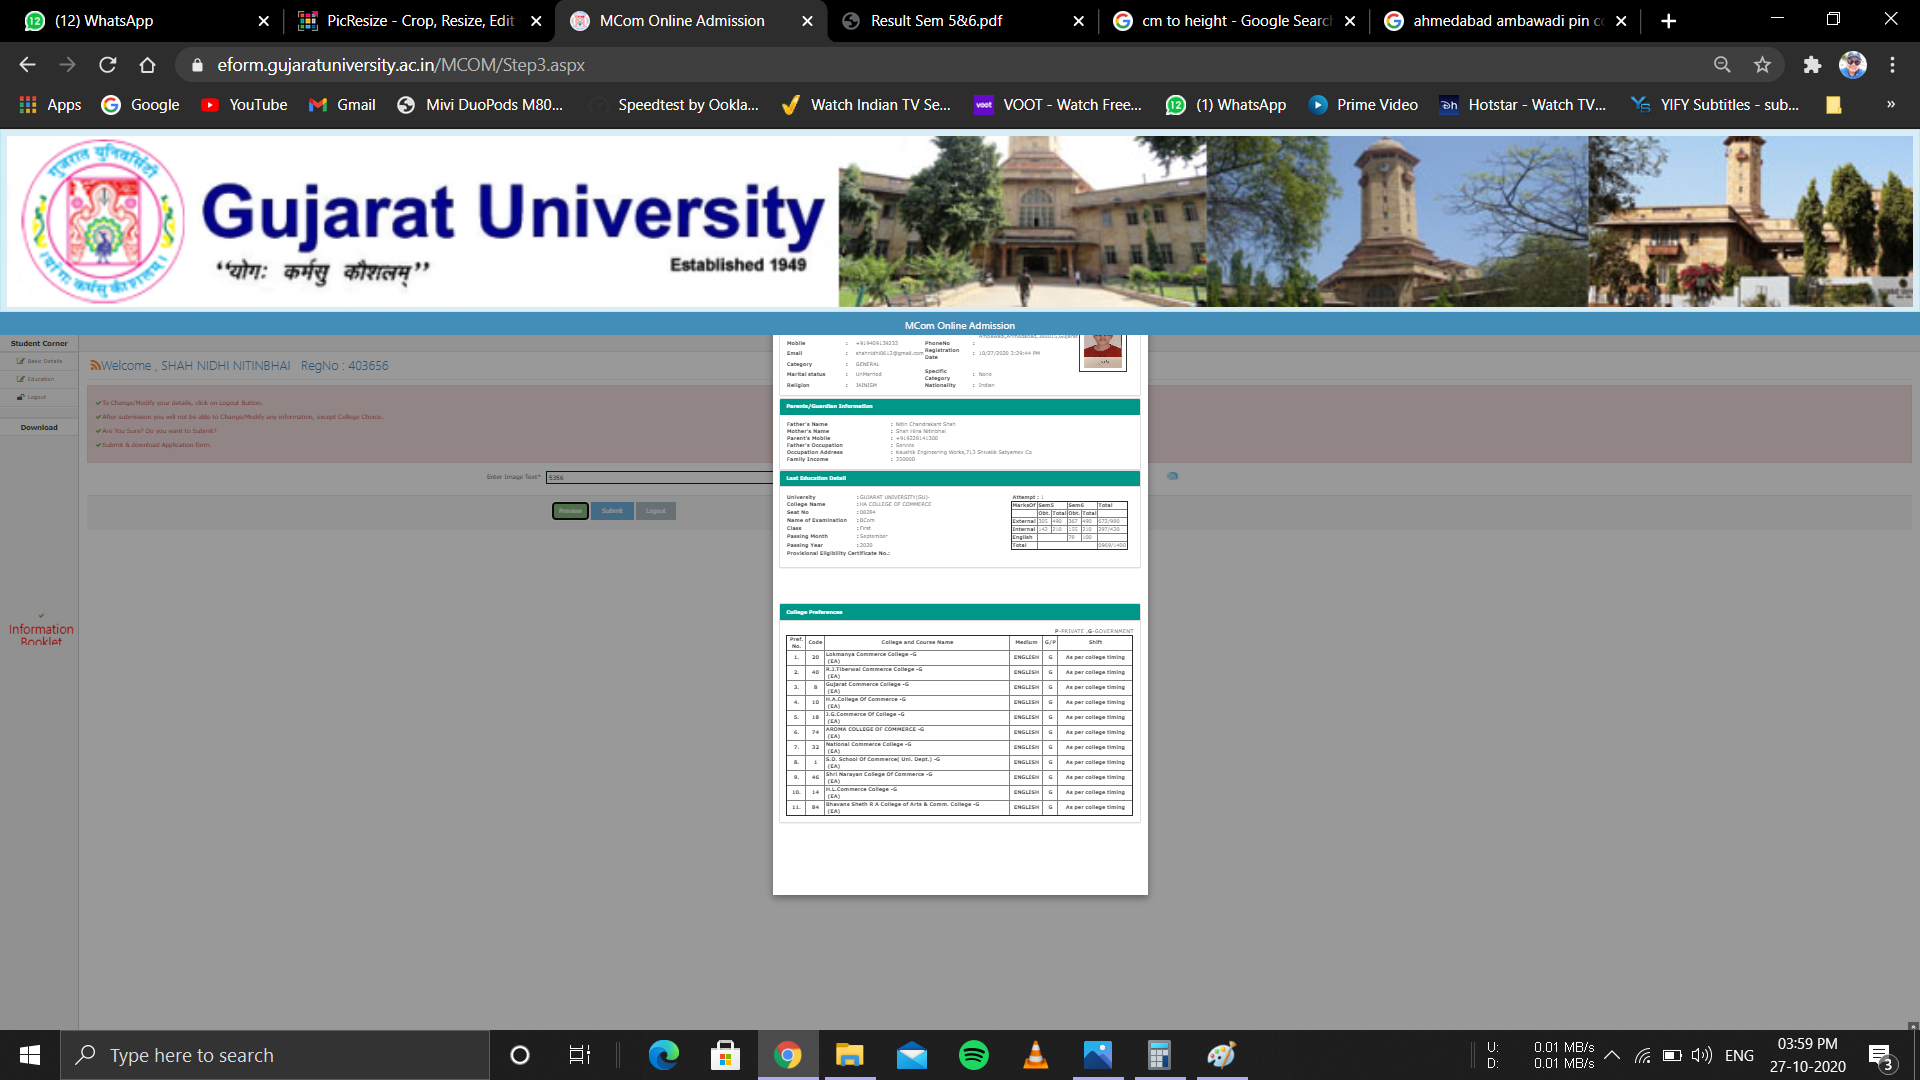 (12) WhatsApp
PicResize - Crop, Resize, Edit
MCom Online Admission
Result Sem 5&6.pdf
cm to height - Google Search
ahmedabad ambawadi pin co
eform.gujaratuniversity.ac.in/MCOM/Step3.aspx
Apps Google YouTube Gmail Mivi DuoPods M80... Speedtest by Ookla... Watch Indian TV Se... VOOT - Watch Free... (1) WhatsApp Prime Video Hotstar - Watch TV... YIFY Subtitles - sub... »
गुजरात युनिवर्सिटी
Gujarat University
“योगः कर्मसु कौशलम्”
Established 1949
MCom Online Admission
Student Corner
Basic Details
Education
Logout
Download
Information
Booklet
Welcome , SHAH NIDHI NITINBHAI RegNo : 403656
To Change/Modify your details, click on Logout Button.
After submission you will not be able to Change/Modify any information, except College Choice.
Are You Sure? Do you want to Submit?
Submit & download Application form.
Enter Image Text* 5356
Preview Submit Logout
Mobile : +919409139233 PhoneNo :
Email : shahnidhi0612@gmail.com Registration Date : 10/27/2020 3:29:44 PM
Category : GENERAL
Marital status : UnMarried Specific Category : None
Religion : JAINISM Nationality : Indian
Parents/Guardian Information
Father's Name : Nitin Chandrakant Shah
Mother's Name : Shah Hina Nitinbhai
Parent's Mobile : +919228141300
Father's Occupation : Service
Occupation Address : Kaushik Engineering Works,713 Shivalik Satyamev Co
Family Income : 350000
Last Education Detail
University : GUJARAT UNIVERSITY(GU)-
College Name : HA COLLEGE OF COMMERCE
Seat No : 08394
Name of Examination : BCom
Class : First
Passing Month : September
Passing Year : 2020
Provisional Eligibility Certificate No.:
Attempt : 1
MarksOf Sem5 Sem6 Total
Obt. Total Obt. Total
External 305 490 367 490 672/980
Internal 142 210 155 210 297/420
English 79 100
Total 0969/1400
College Preferences
P-PRIVATE ,G-GOVERNMENT
Pref. No. Code College and Course Name Medium G/P Shift
1. 20 Lokmanya Commerce College -G (EA) ENGLISH G As per college timing
2. 40 R.J.Tiberwal Commerce College -G (EA) ENGLISH G As per college timing
3. 8 Gujarat Commerce College -G (EA) ENGLISH G As per college timing
4. 10 H.A.College Of Commerce -G (EA) ENGLISH G As per college timing
5. 18 J.G.Commerce Of College -G (EA) ENGLISH G As per college timing
6. 74 AROMA COLLEGE OF COMMERCE -G (EA) ENGLISH G As per college timing
7. 32 National Commerce College -G (EA) ENGLISH G As per college timing
8. 1 S.D. School Of Commerce( Uni. Dept.) -G (EA) ENGLISH G As per college timing
9. 46 Shri Narayan College Of Commerce -G (EA) ENGLISH G As per college timing
10. 14 H.L.Commerce College -G (EA) ENGLISH G As per college timing
11. 84 Bhavans Sheth R A College of Arts & Comm. College -G (EA) ENGLISH G As per college timing
Type here to search
U: 0.01 MB/s
D: 0.01 MB/s
ENG
03:59 PM
27-10-2020
3